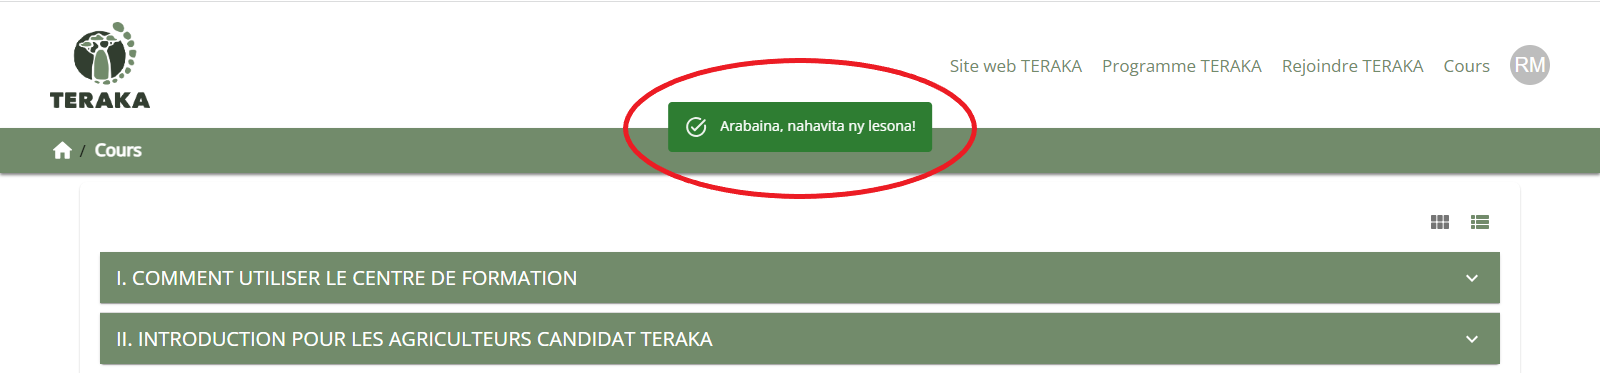 TERAKA
Site web TERAKA Programme TERAKA Rejoindre TERAKA Cours RM
Arabaina, nahavita ny lesona!
/ Cours
I. COMMENT UTILISER LE CENTRE DE FORMATION
II. INTRODUCTION POUR LES AGRICULTEURS CANDIDAT TERAKA